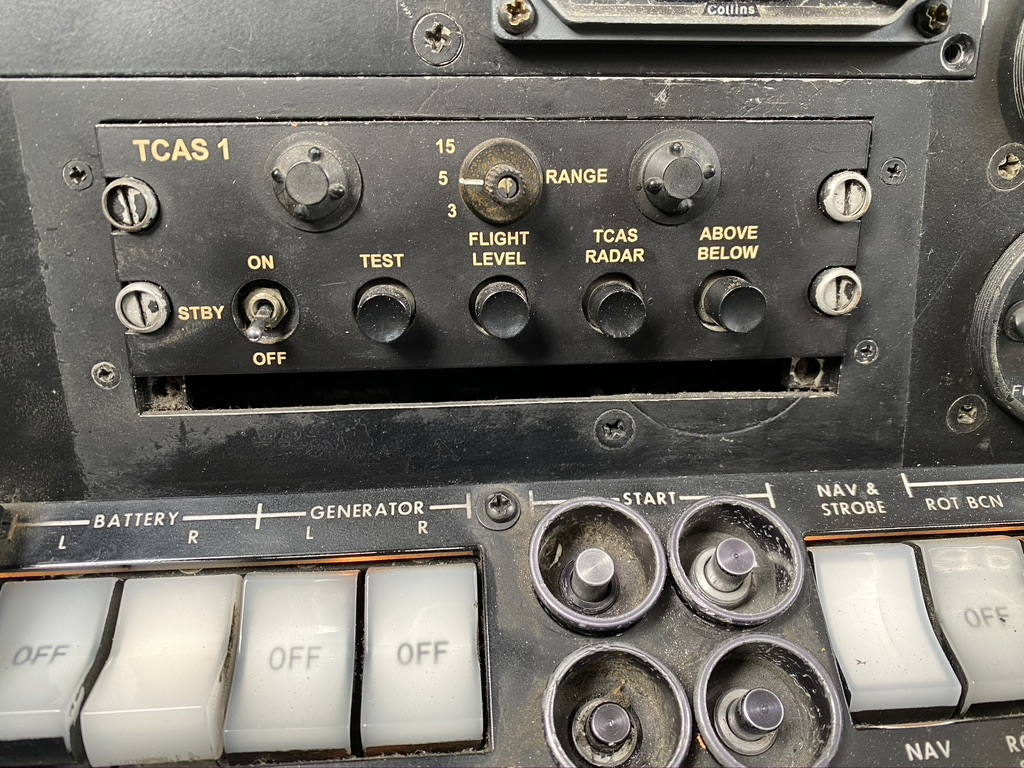 Collins
TCAS 1
15
5
3
RANGE
FLIGHT
LEVEL
TCAS
RADAR
ABOVE
BELOW
ON
TEST
STBY
OFF
BATTERY
L
R
GENERATOR
L
R
START
NAV &
STROBE
ROT BCN
OFF
OFF
OFF
OFF
NAV